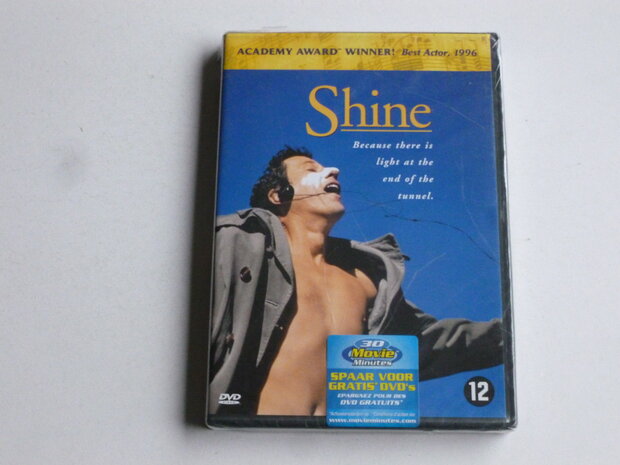 ACADEMY AWARD™ WINNER! Best Actor, 1996
Shine
Because there is
light at the
end of the
tunnel.
30
Movie
Minutes
SPAAR VOOR
GRATIS* DVD's
EPARGNEZ POUR DES
DVD GRATUITS*
www.movieminutes.com
DVD
12